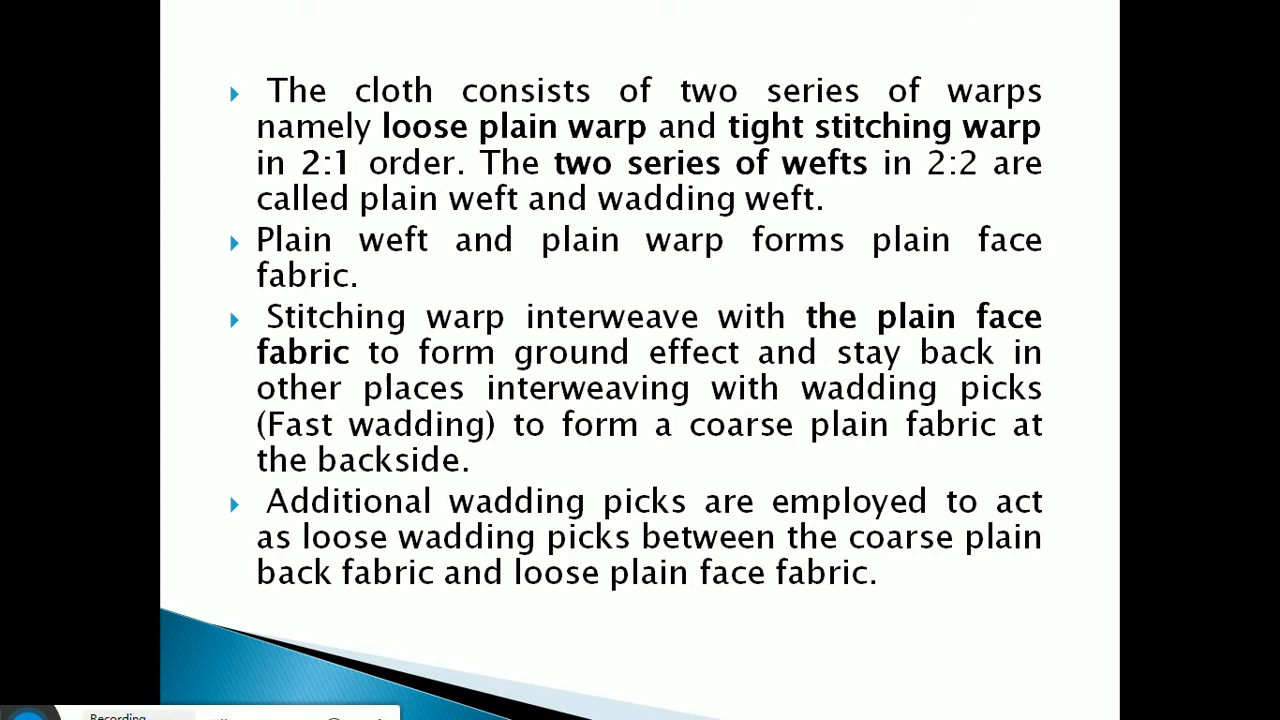 The cloth consists of two series of warps
namely loose plain warp and tight stitching warp
in 2:1 order. The two series of wefts in 2:2 are
called plain weft and wadding weft.
Plain weft and plain warp forms plain face
fabric.
Stitching warp interweave with the plain face
fabric to form ground effect and stay back in
other places interweaving with wadding picks
(Fast wadding) to form a coarse plain fabric at
the backside.
Additional wadding picks are employed to act
as loose wadding picks between the coarse plain
back fabric and loose plain face fabric.
Recording